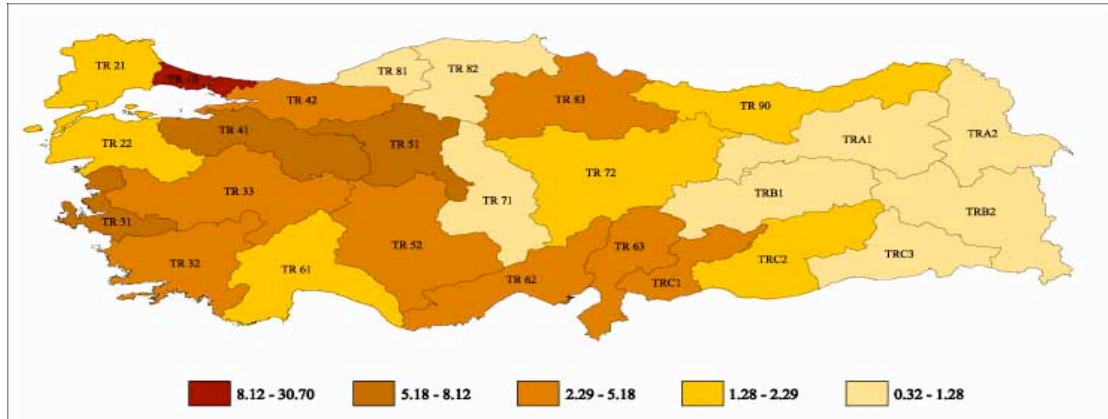 TR 21
TR 10
TR 81
TR 82
TR 42
TR 83
TR 90
TR 41
TR 51
TR 22
TRA1
TRA2
TR 33
TR 72
TRB1
TR 71
TRB2
TR 31
TR 52
TR 63
TR 32
TR 61
TRC2
TRC3
TR 62
TRC1
8.12 - 30.70
5.18 - 8.12
2.29 - 5.18
1.28 - 2.29
0.32 - 1.28